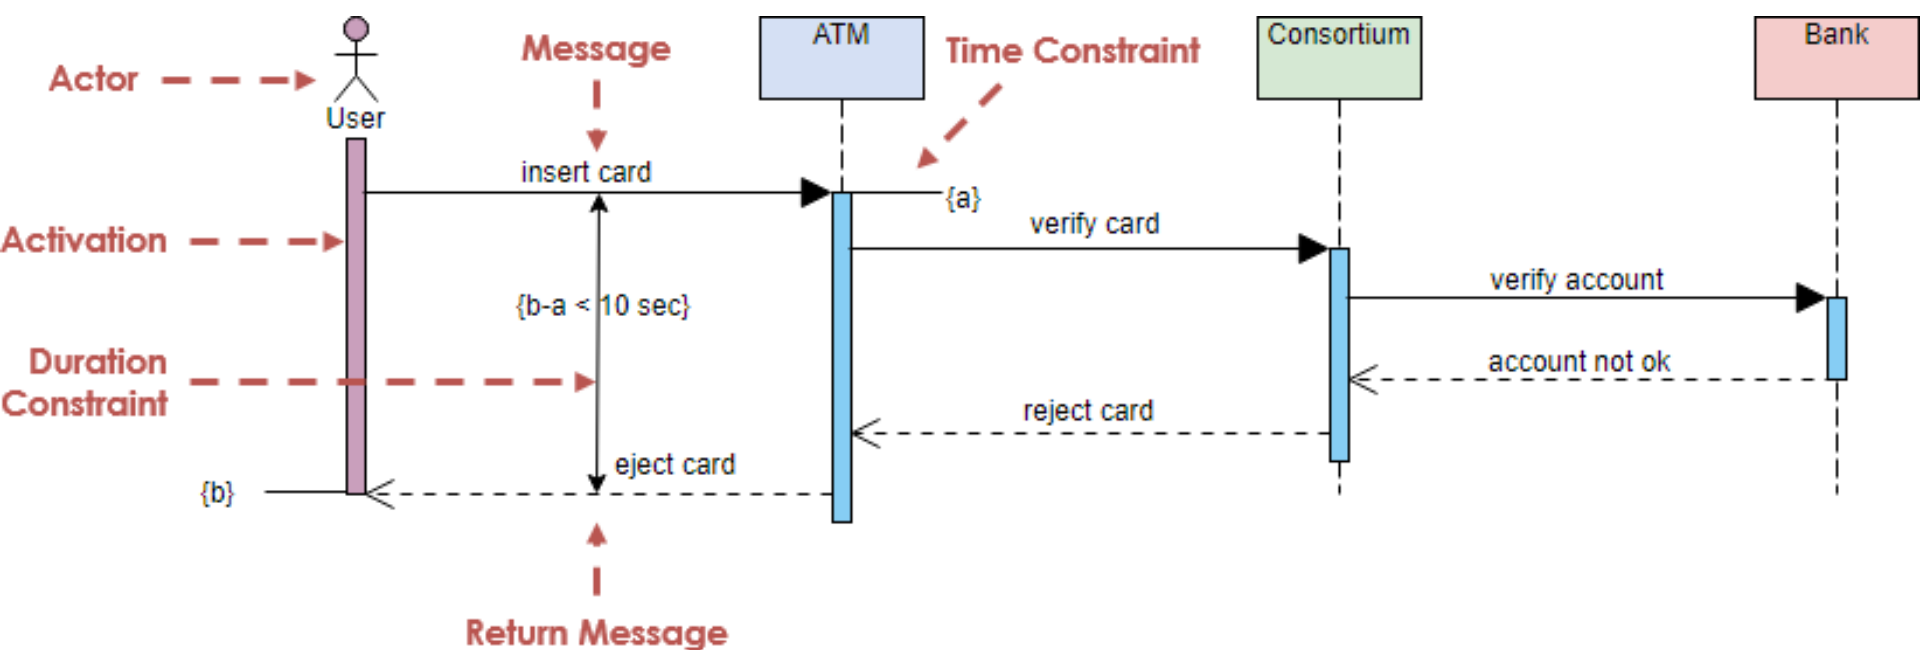 ATM
Consortium
Bank
Message
Time Constraint
Actor
User
insert card
{a}
verify card
Activation
verify account
{b-a < 10 sec}
Duration
Constraint
account not ok
reject card
eject card
{b}
Return Message